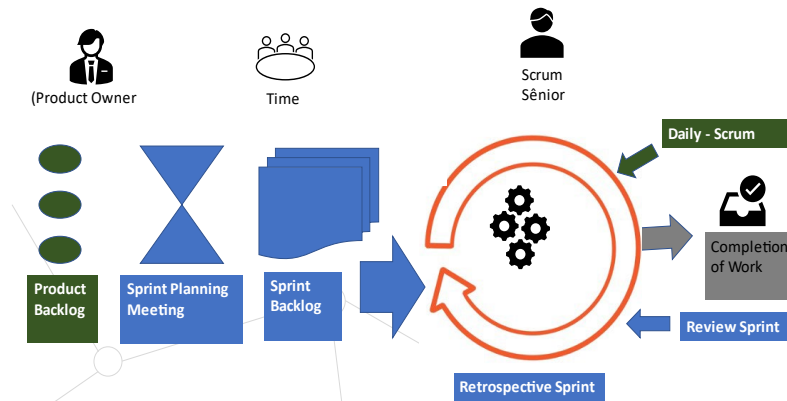 (Product Owner
Time
Scrum
Sênior
Daily - Scrum
Completion
of Work
Product
Backlog
Sprint Planning
Meeting
Sprint
Backlog
Review Sprint
Retrospective Sprint